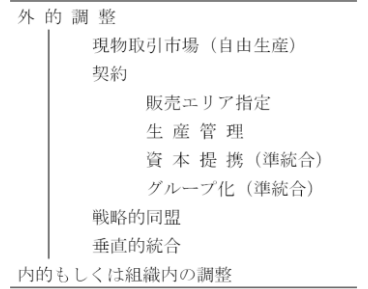 外的調整
現物取引市場（自由生産）
契約
販売エリア指定
生産管理
資本提携（準統合）
グループ化（準統合）
戦略的同盟
垂直的統合
内的もしくは組織内の調整